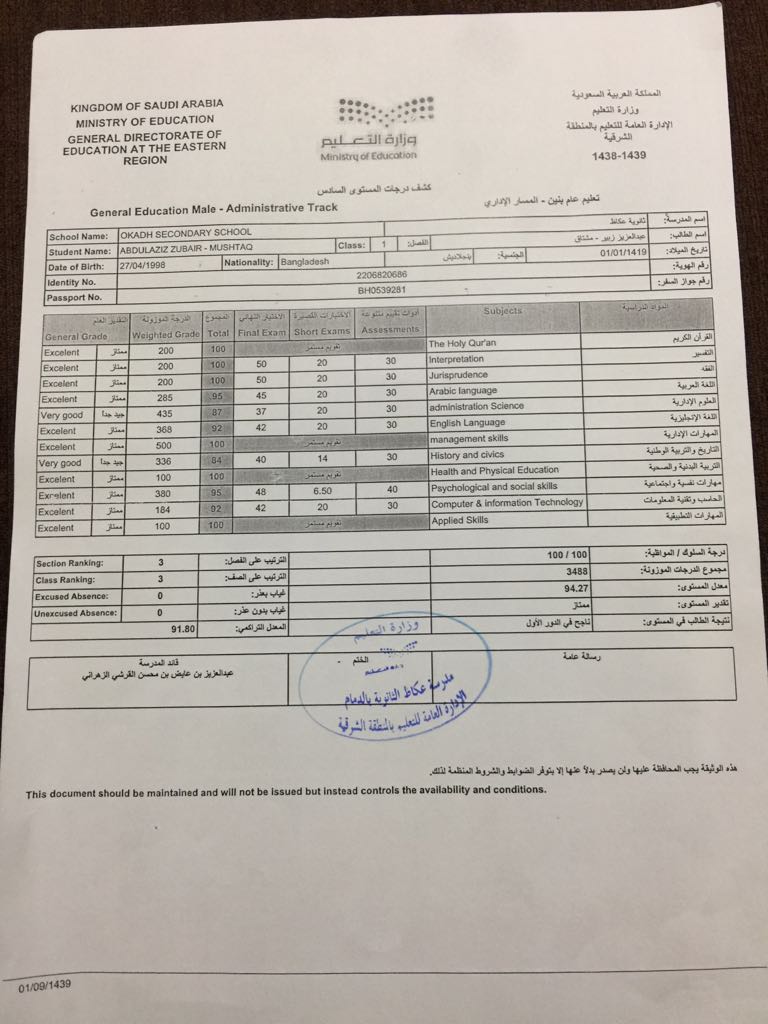 KINGDOM OF SAUDI ARABIA
MINISTRY OF EDUCATION
GENERAL DIRECTORATE OF
EDUCATION AT THE EASTERN
REGION
وزارة التعليم
Ministry of Education
المملكة العربية السعودية
وزارة التعليم
الإدارة العامة للتعليم بالمنطقة
الشرقية
1438-1439
كشف درجات المستوى السادس
General Education Male - Administrative Track
تعليم عام بنين - المسار الإداري
School Name: OKADH SECONDARY SCHOOL ثانوية عكاظ اسم المدرسة:
Student Name: ABDULAZIZ ZUBAIR - MUSHTAQ Class: 1 الفصل: عبدالعزيز زبير - مشتاق اسم الطالب:
Date of Birth: 27/04/1998 Nationality: Bangladesh بنجلاديش الجنسية: 01/01/1419 تاريخ الميلاد:
Identity No. 2206820686 رقم الهوية:
Passport No. BH0539281 رقم جواز السفر:
التقدير العام الدرجة الموزونة المجموع الاختبار النهائي الاختبارات القصيرة أدوات تقييم متنوعة المواد الدراسية
General Grade Weighted Grade Total Final Exam Short Exams Assessments Subjects
Excellent ممتاز 200 100 تقويم مستمر The Holy Qur'an القرآن الكريم
Excellent ممتاز 200 100 50 20 30 Interpretation التفسير
Excellent ممتاز 200 100 50 20 30 Jurisprudence الفقه
Excellent ممتاز 285 95 45 20 30 Arabic language اللغة العربية
Very good جيد جداً 435 87 37 20 30 administration Science العلوم الإدارية
Excellent ممتاز 368 92 42 20 30 English Language اللغة الإنجليزية
Excellent ممتاز 500 100 تقويم مستمر management skills المهارات الإدارية
Very good جيد جداً 336 84 40 14 30 History and civics التاريخ والتربية الوطنية
Excellent ممتاز 100 100 تقويم مستمر Health and Physical Education التربية البدنية والصحية
Excellent ممتاز 380 95 48 6.50 40 Psychological and social skills مهارات نفسية واجتماعية
Excellent ممتاز 184 92 42 20 30 Computer & information Technology الحاسب وتقنية المعلومات
Excellent ممتاز 100 100 تقويم مستمر Applied Skills المهارات التطبيقية
Section Ranking: 3 الترتيب على الفصل: 100 / 100 درجة السلوك / المواظبة:
Class Ranking: 3 الترتيب على الصف: 3488 مجموع الدرجات الموزونة:
Excused Absence: 0 غياب بعذر: 94.27 معدل المستوى:
Unexcused Absence: 0 غياب بدون عذر: ممتاز تقدير المستوى:
91.80 المعدل التراكمي: ناجح في الدور الأول نتيجة الطالب في المستوى:
قائد المدرسة الختم رسالة عامة
عبدالعزيز بن عايض بن محسن القرشي الزهراني
وزارة التعليم
مدرسة عكاظ الثانوية بالدمام
الإدارة العامة للتعليم بالمنطقة الشرقية
هذه الوثيقة يجب المحافظة عليها ولن يصدر بدلاً عنها إلا بتوفر الضوابط والشروط المنظمة لذلك.
This document should be maintained and will not be issued but instead controls the availability and conditions.
01/09/1439